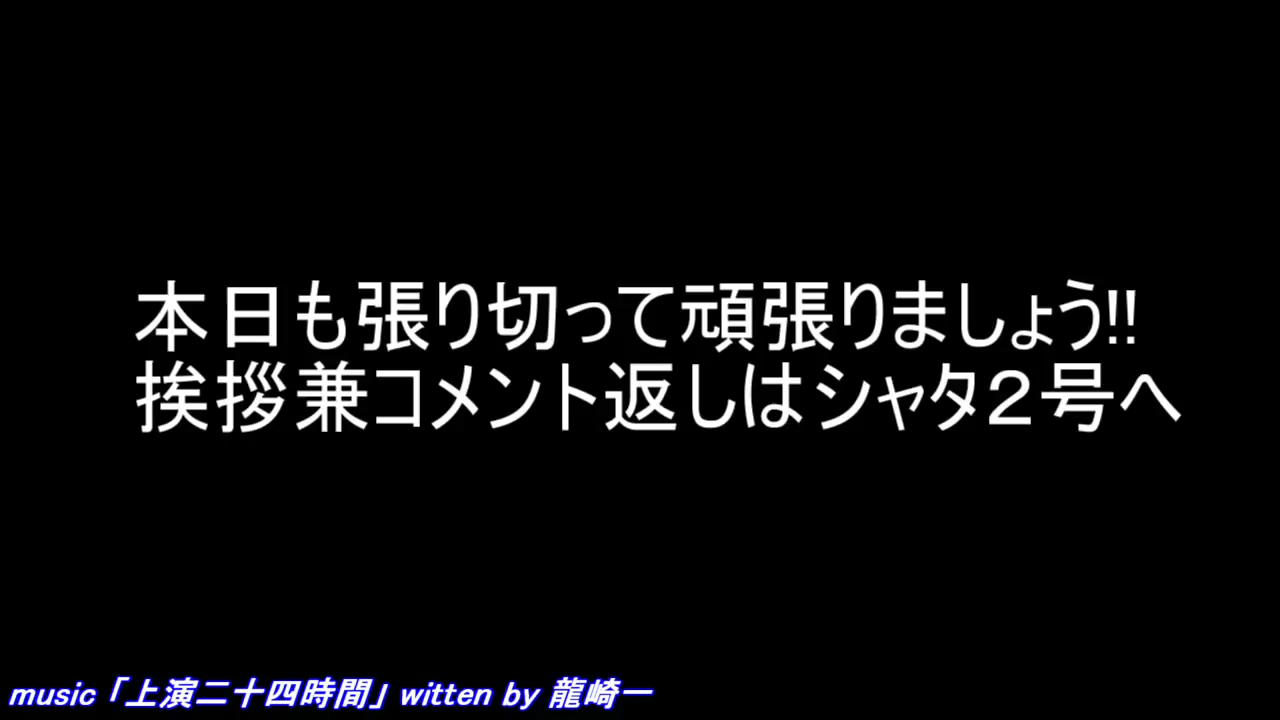 本日も張り切って頑張りましょう!!
挨拶兼コメント返しはシャタ２号へ
music「上演二十四時間」witten by 龍崎一